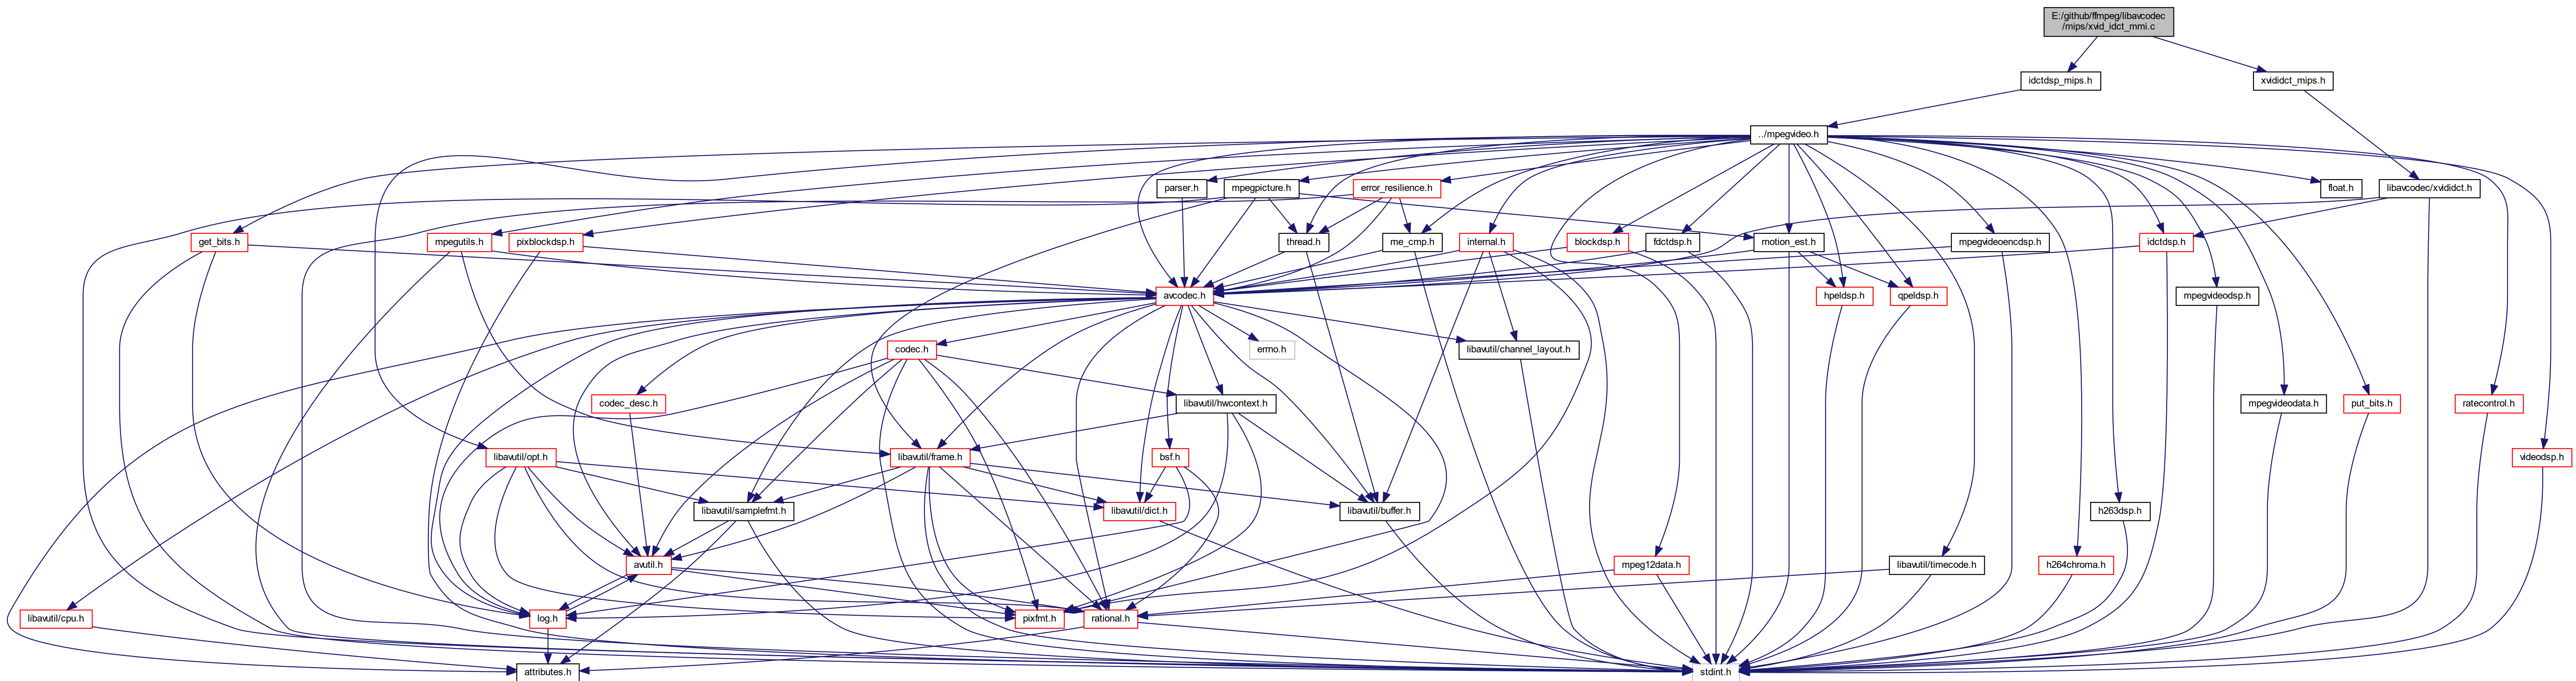 E:/github/ffmpeg/libavcodec
/mips/xvid_idct_mmi.c
idctdsp_mips.h
xvididct_mips.h
../mpegvideo.h
parser.h
mpegpicture.h
error_resilience.h
float.h
libavcodec/xvididct.h
get_bits.h
mpegutils.h
pixblockdsp.h
thread.h
me_cmp.h
internal.h
blockdsp.h
fdctdsp.h
motion_est.h
mpegvideoencdsp.h
idctdsp.h
avcodec.h
hpeldsp.h
qpeldsp.h
mpegvideodsp.h
codec.h
errno.h
libavutil/channel_layout.h
codec_desc.h
libavutil/hwcontext.h
mpegvideodata.h
put_bits.h
ratecontrol.h
libavutil/opt.h
libavutil/frame.h
bsf.h
videodsp.h
libavutil/samplefmt.h
libavutil/dict.h
libavutil/buffer.h
h263dsp.h
avutil.h
mpeg12data.h
libavutil/timecode.h
h264chroma.h
libavutil/cpu.h
log.h
pixfmt.h
rational.h
attributes.h
stdint.h